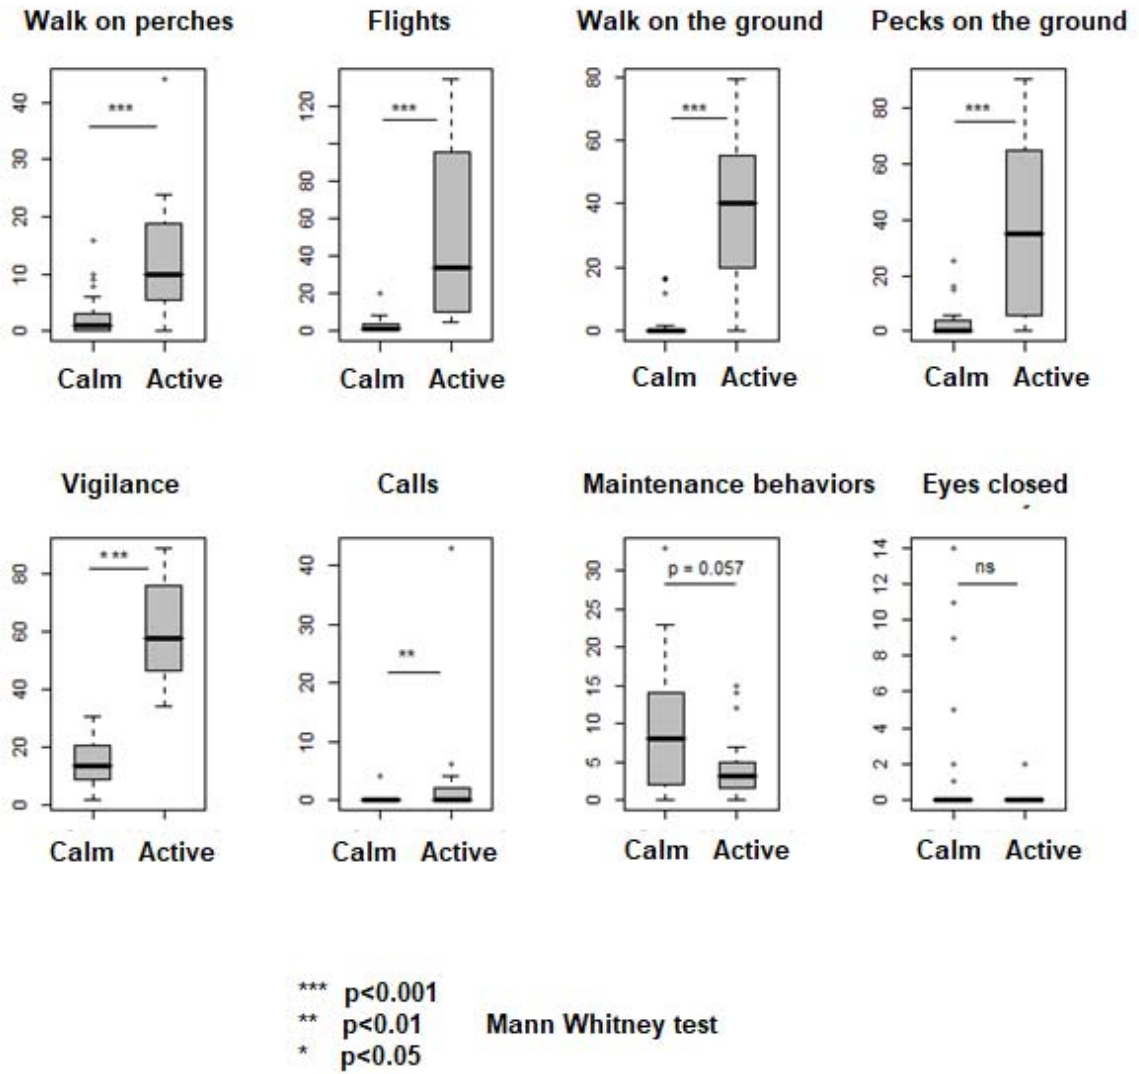 Walk on perches Flights Walk on the ground Pecks on the ground
*** *** *** ***
40 30 20 10 0
120 80 60 40 20 0
80 60 40 20 0
80 60 40 20 0
Calm Active Calm Active Calm Active Calm Active
Vigilance Calls Maintenance behaviors Eyes closed
*** ** p = 0.057 ns
80 60 40 20 0
40 30 20 10 0
30 25 20 15 10 5 0
14 12 10 8 6 4 2 0
Calm Active Calm Active Calm Active Calm Active
*** p<0.001
** p<0.01 Mann Whitney test
* p<0.05